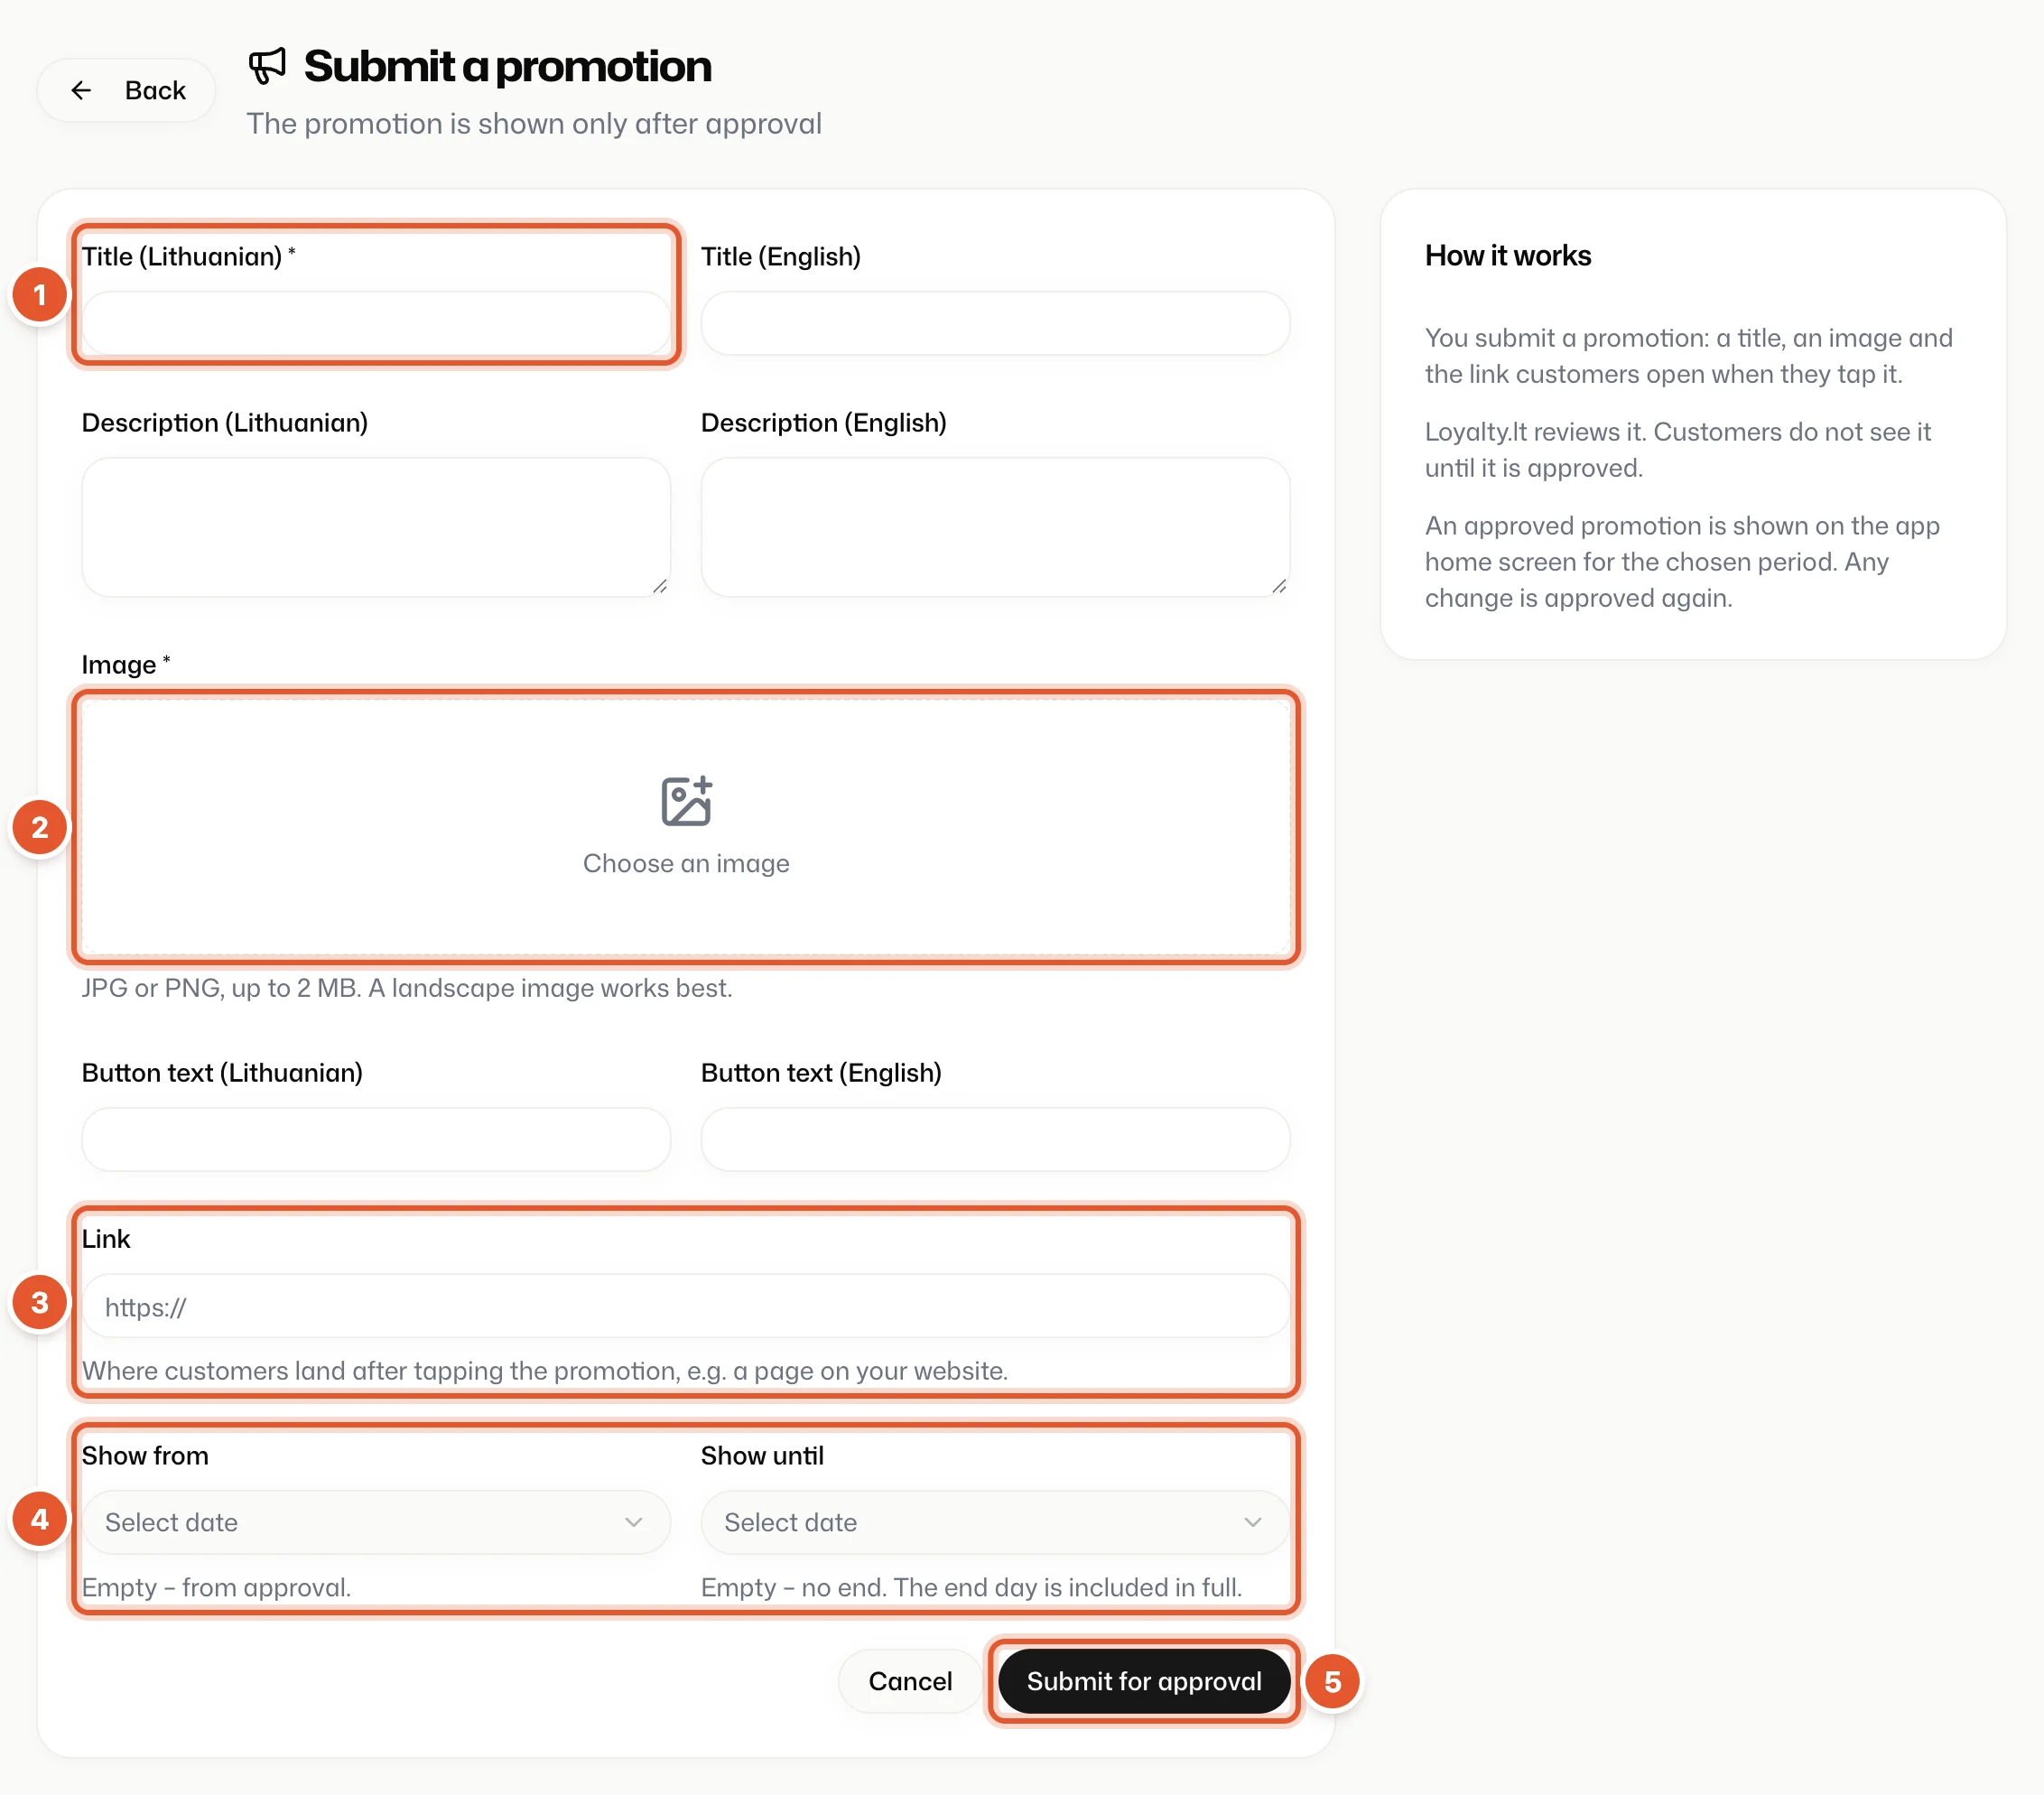 Back
Submit a promotion
The promotion is shown only after approval
1
Title (Lithuanian) *
Title (English)
Description (Lithuanian)
Description (English)
Image *
2
Choose an image
JPG or PNG, up to 2 MB. A landscape image works best.
Button text (Lithuanian)
Button text (English)
3
Link
https://
Where customers land after tapping the promotion, e.g. a page on your website.
4
Show from
Show until
Select date
Select date
Empty – from approval.
Empty – no end. The end day is included in full.
Cancel
Submit for approval
5
How it works
You submit a promotion: a title, an image and
the link customers open when they tap it.
Loyalty.lt reviews it. Customers do not see it
until it is approved.
An approved promotion is shown on the app
home screen for the chosen period. Any
change is approved again.